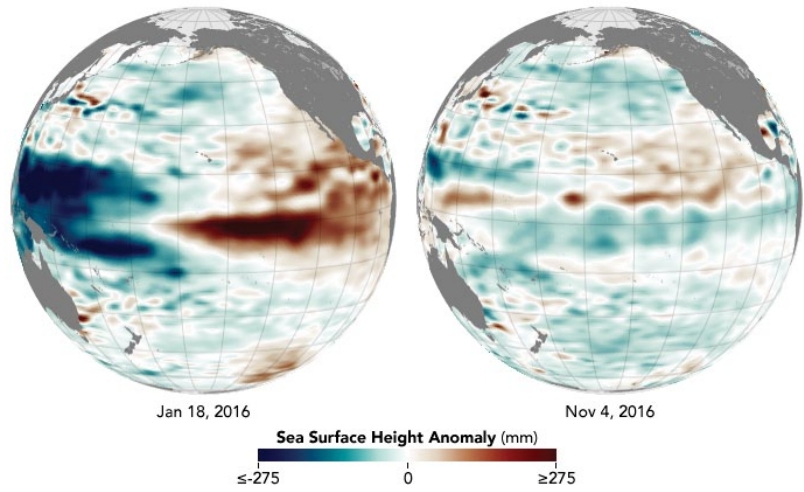 Jan 18, 2016
Nov 4, 2016
Sea Surface Height Anomaly (mm)
≤-275 0 ≥275